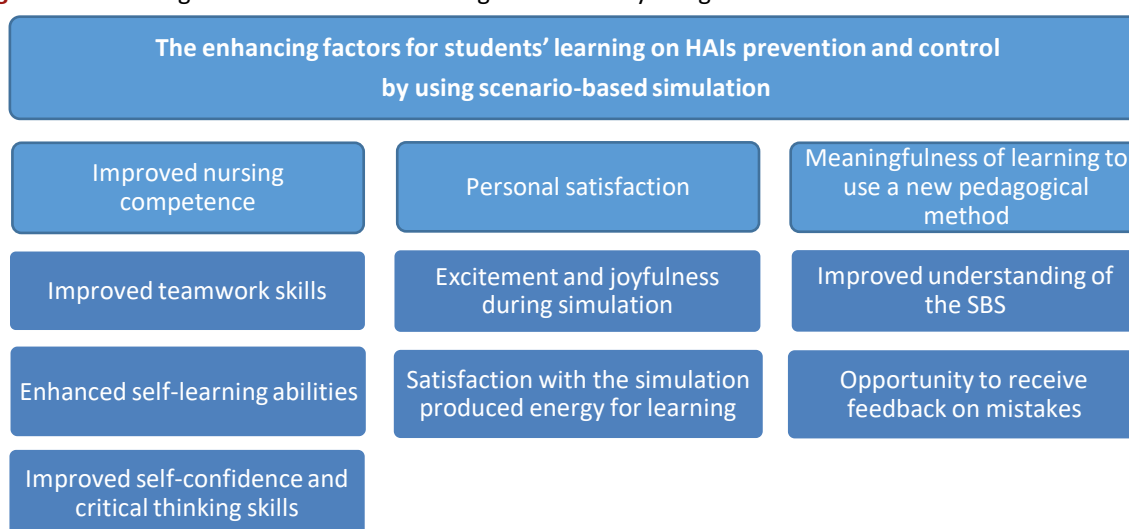 The enhancing factors for students' learning on HAIs prevention and control
by using scenario-based simulation
Improved nursing
competence
Personal satisfaction
Meaningfulness of learning to
use a new pedagogical
method
Improved teamwork skills
Excitement and joyfulness
during simulation
Improved understanding of
the SBS
Enhanced self-learning abilities
Satisfaction with the simulation
produced energy for learning
Opportunity to receive
feedback on mistakes
Improved self-confidence and
critical thinking skills